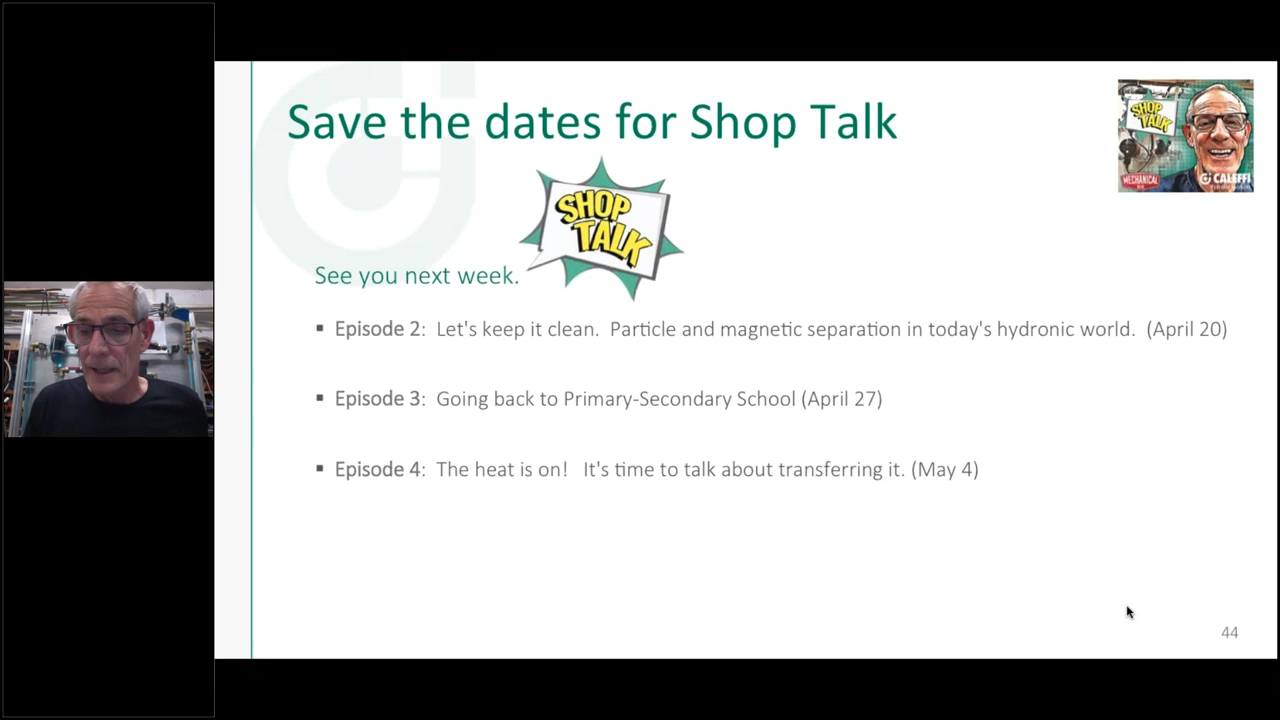 Save the dates for Shop Talk
SHOP
TALK
MECHANICAL
CALEFFI
SHOP
TALK
See you next week.
▪ Episode 2: Let's keep it clean. Particle and magnetic separation in today's hydronic world. (April 20)
▪ Episode 3: Going back to Primary-Secondary School (April 27)
▪ Episode 4: The heat is on! It's time to talk about transferring it. (May 4)
44